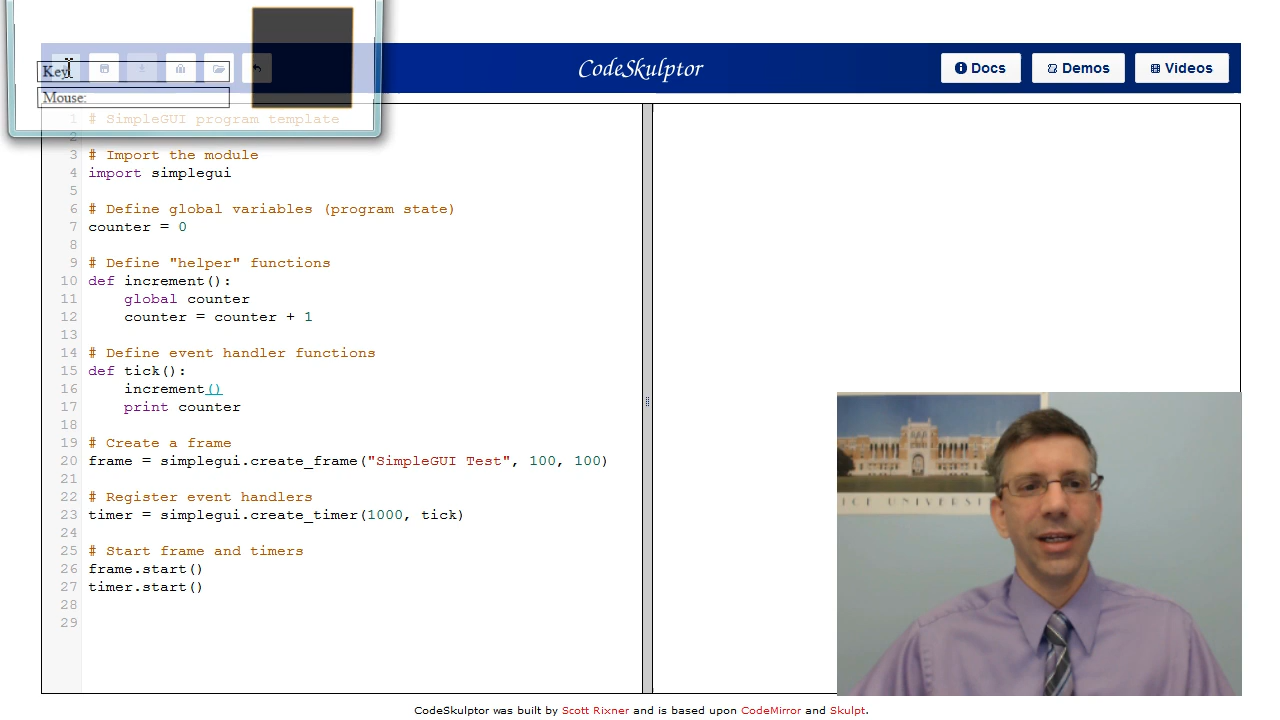 Key:
Mouse:
CodeSkulptor
Docs
Demos
Videos
1 # SimpleGUI program template
2
3 # Import the module
4 import simplegui
5
6 # Define global variables (program state)
7 counter = 0
8
9 # Define "helper" functions
10 def increment():
11 global counter
12 counter = counter + 1
13
14 # Define event handler functions
15 def tick():
16 increment()
17 print counter
18
19 # Create a frame
20 frame = simplegui.create_frame("SimpleGUI Test", 100, 100)
21
22 # Register event handlers
23 timer = simplegui.create_timer(1000, tick)
24
25 # Start frame and timers
26 frame.start()
27 timer.start()
28
29
CodeSkulptor was built by Scott Rixner and is based upon CodeMirror and Skulpt.